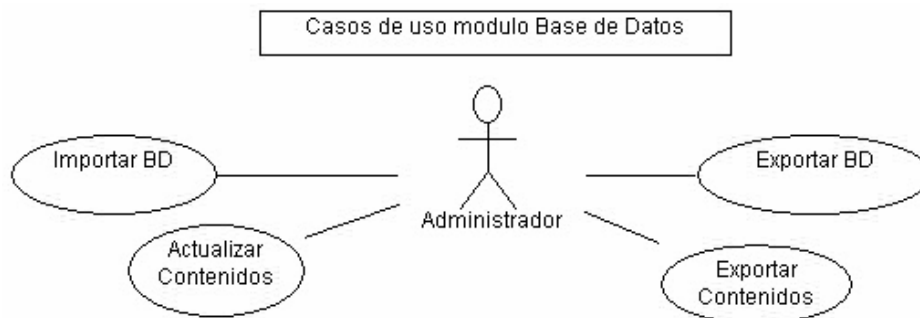 Casos de uso modulo Base de Datos
Importar BD
Exportar BD
Administrador
Actualizar
Contenidos
Exportar
Contenidos